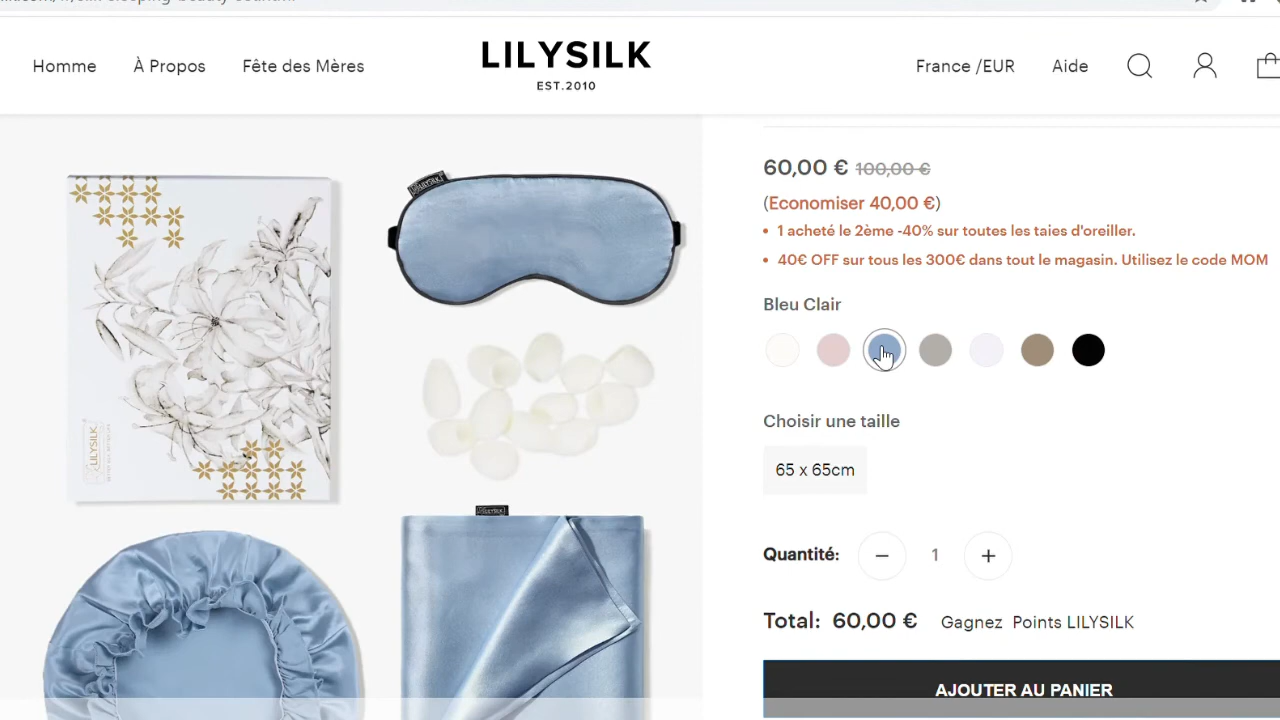 Homme À Propos Fête des Mères
LILYSILK
EST.2010
France /EUR Aide
LILYSILK
60,00 € 100,00 €
(Economiser 40,00 €)
1 acheté le 2ème -40% sur toutes les taies d'oreiller.
40€ OFF sur tous les 300€ dans tout le magasin. Utilisez le code MOM
Bleu Clair
Choisir une taille
65 x 65cm
Quantité: − 1 +
Total: 60,00 € Gagnez Points LILYSILK
AJOUTER AU PANIER
LILYSILK